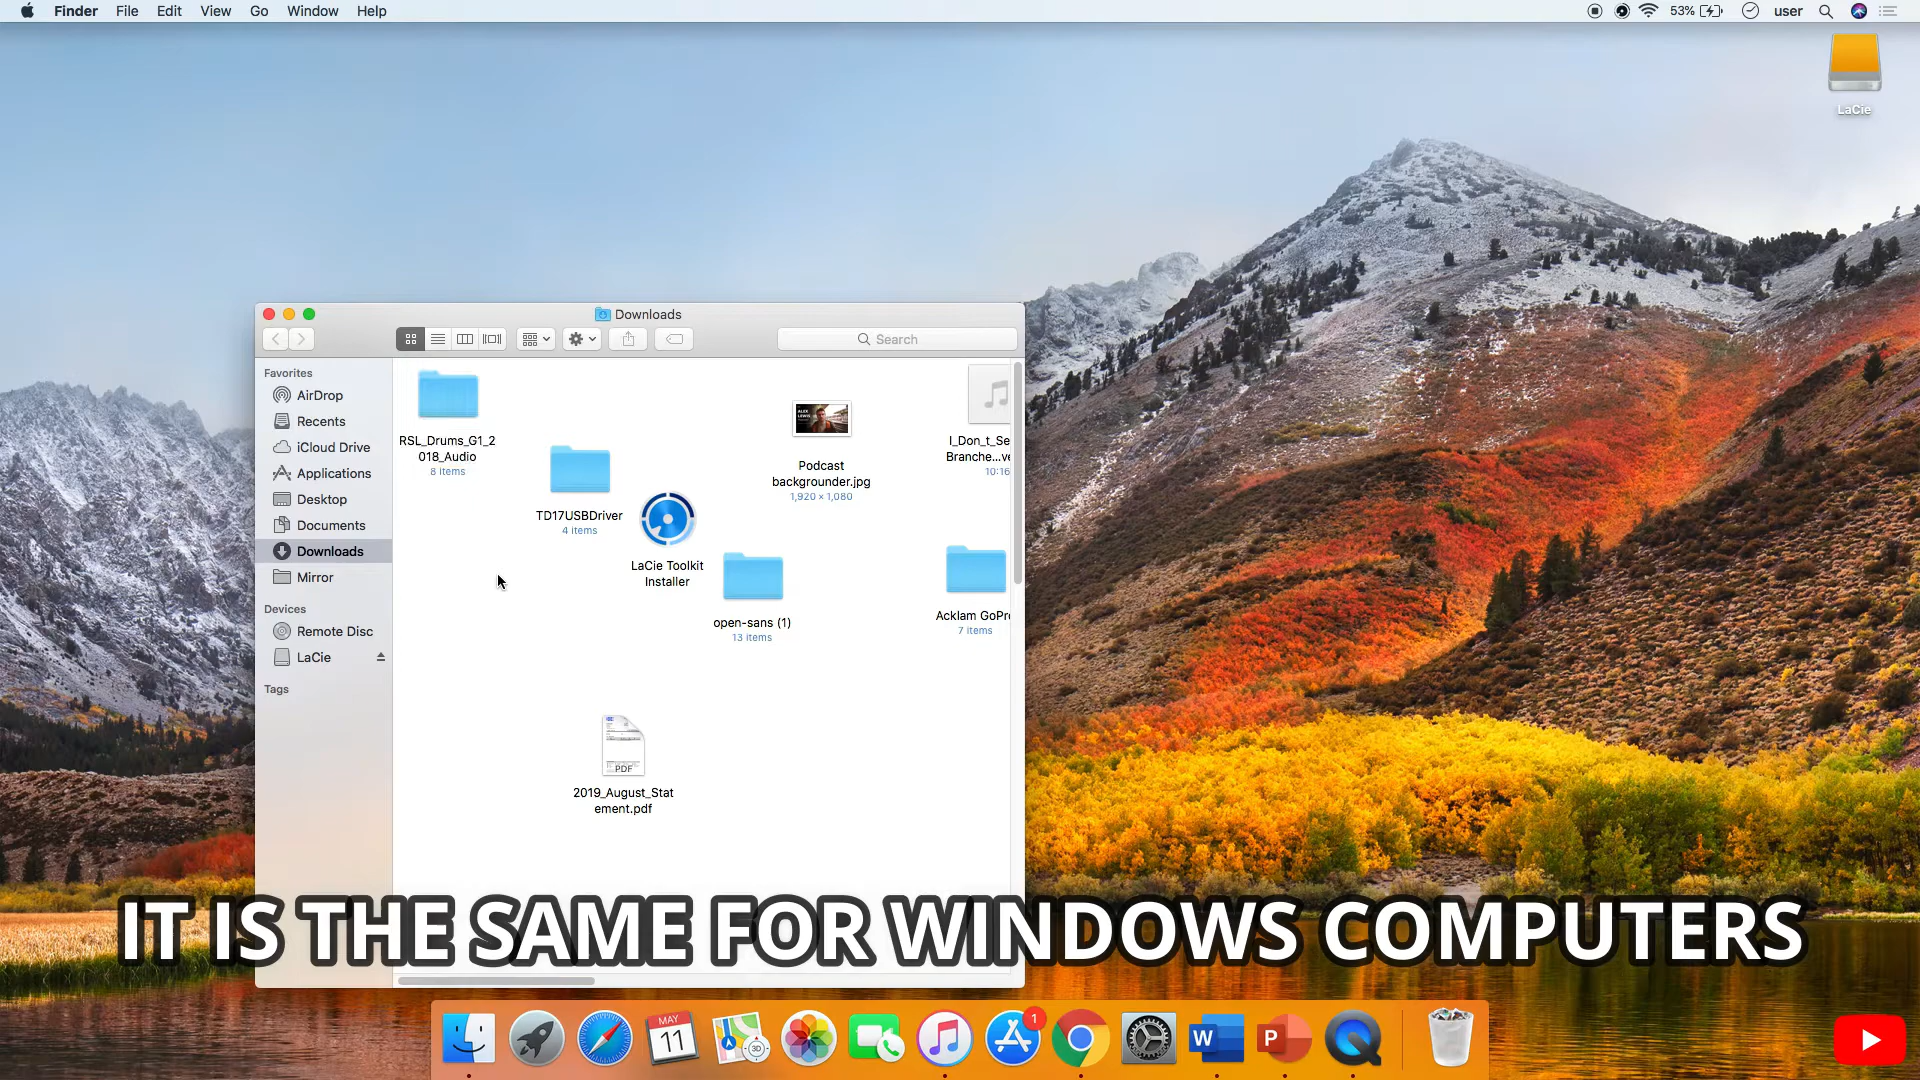 Finder File Edit View Go Window Help
53% user
LaCie
Downloads
Search
Favorites
AirDrop
Recents
iCloud Drive
Applications
Desktop
Documents
Downloads
Mirror
Devices
Remote Disc
LaCie
Tags
RSL_Drums_G1_2
018_Audio
8 items
TD17USBDriver
4 items
LaCie Toolkit
Installer
Podcast
backgrounder.jpg
1,920 × 1,080
open-sans (1)
13 items
I_Don_t_Se
Branche...ve
10:16
Acklam GoPr
7 items
PDF
2019_August_Stat
ement.pdf
IT IS THE SAME FOR WINDOWS COMPUTERS
MAY
11
3D
1
W
P